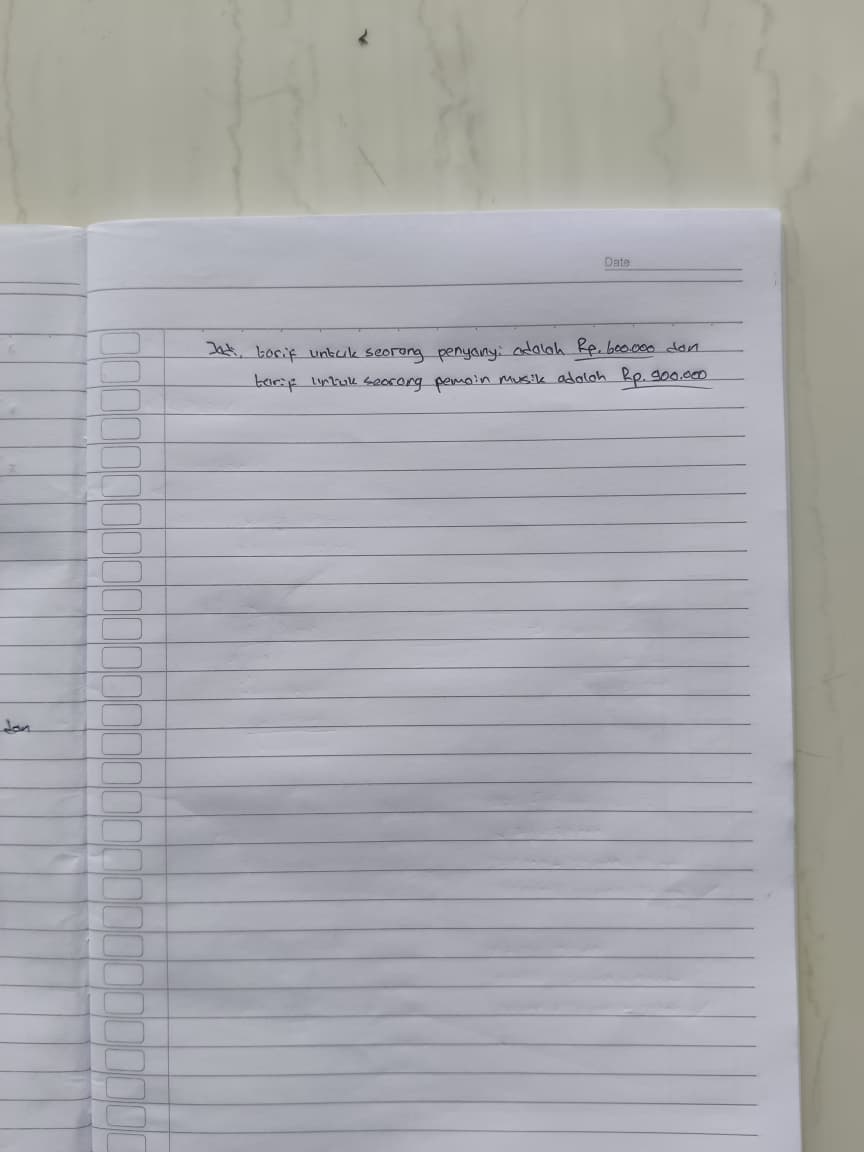 Date
Jdi, tarif untuk seorang penyanyi adalah Rp. 600.000 dan
tarif untuk seorang pemain musik adalah Rp. 900.000
dan